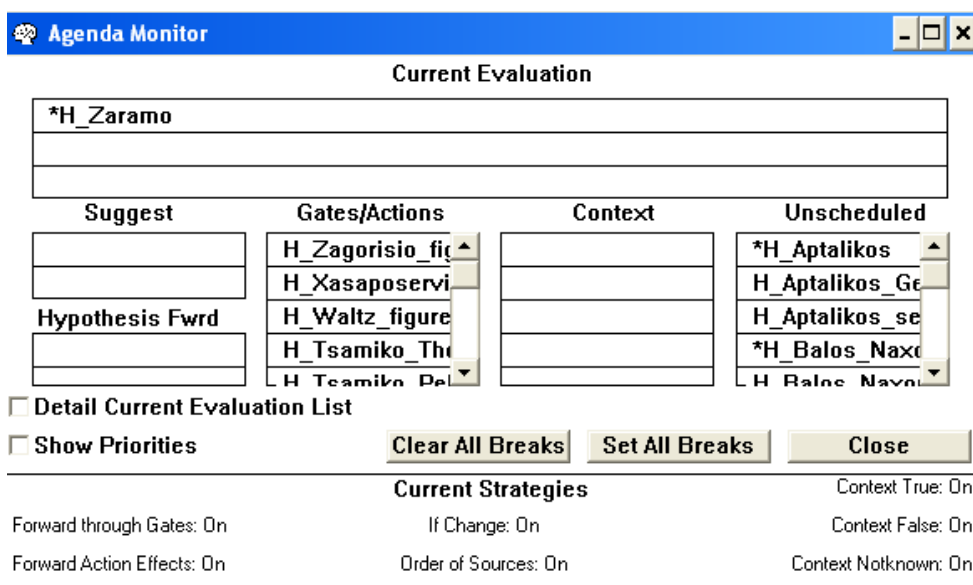 Agenda Monitor
Current Evaluation
*H_Zaramo
Suggest Gates/Actions Context Unscheduled
H_Zagorisio_fig *H_Aptalikos
H_Xasaposervi H_Aptalikos_Ge
Hypothesis Fwrd H_Waltz_figure H_Aptalikos_se
H_Tsamiko_The *H_Balos_Naxo
H_Tsamiko_Pel H_Balos_Naxo
Detail Current Evaluation List
Show Priorities Clear All Breaks Set All Breaks Close
Current Strategies Context True: On
Forward through Gates: On If Change: On Context False: On
Forward Action Effects: On Order of Sources: On Context Notknown: On